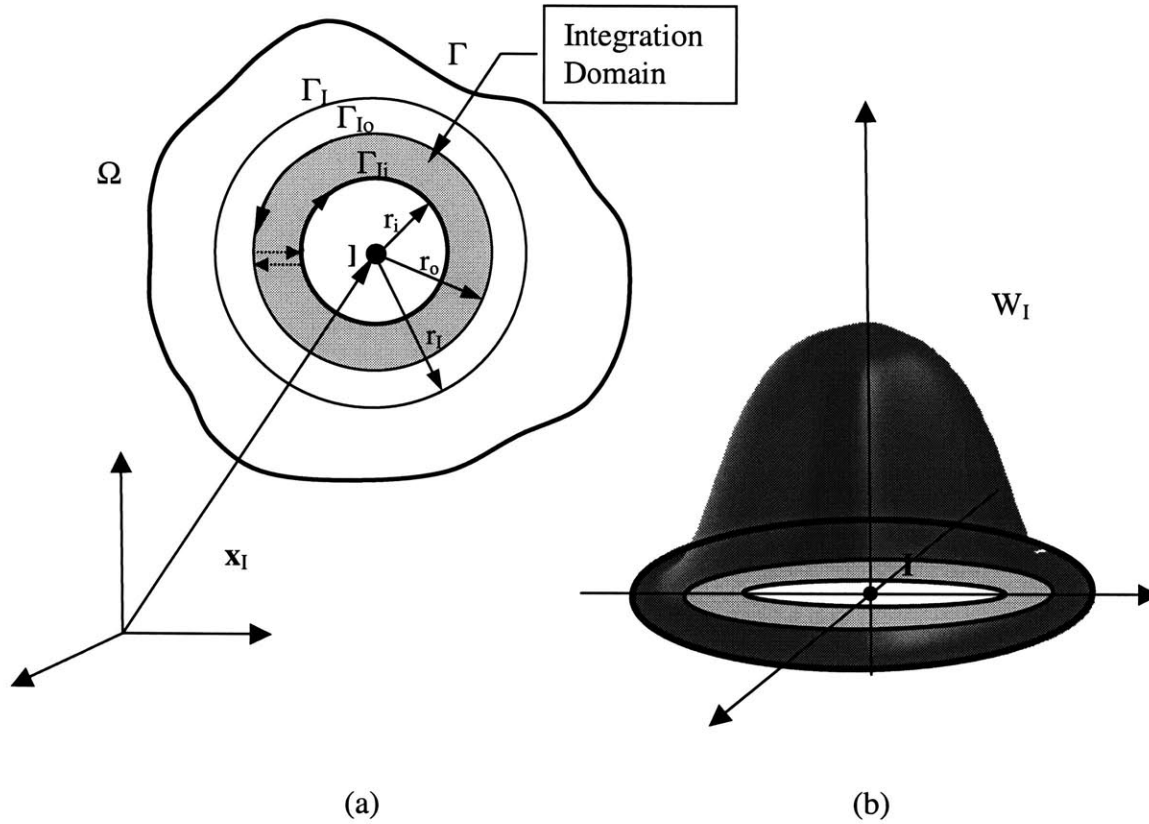 Integration
Domain
Γ
Γ_I
Γ_Io
Γ_Ii
Ω
r_i
I
r_o
r_I
W_I
I
x_I
(a)
(b)